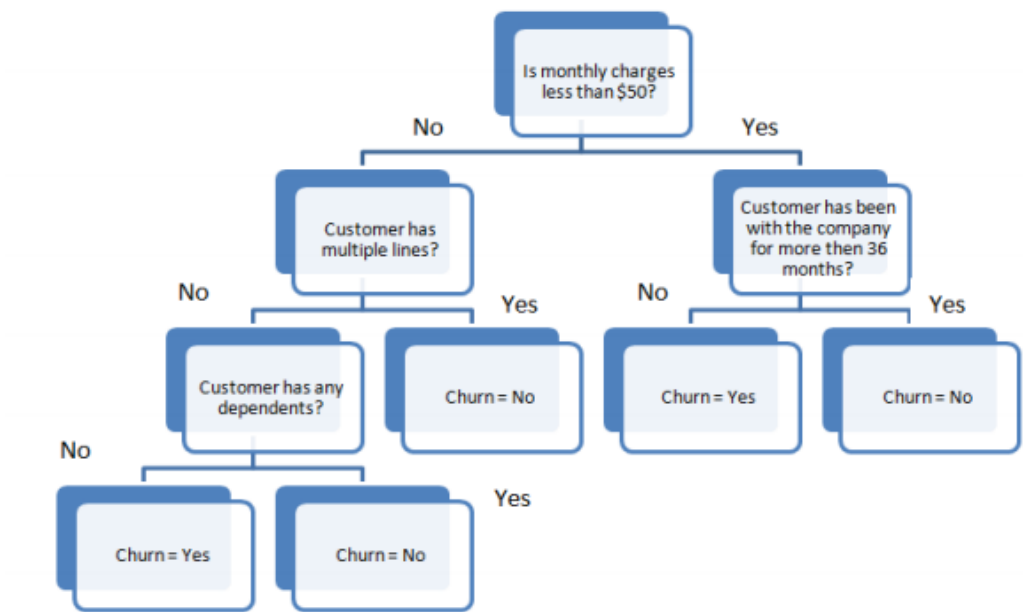 Is monthly charges
less than $50?
No
Yes
Customer has
multiple lines?
Customer has been
with the company
for more then 36
months?
No
Yes
No
Yes
Customer has any
dependents?
Churn = No
Churn = Yes
Churn = No
No
Yes
Churn = Yes
Churn = No